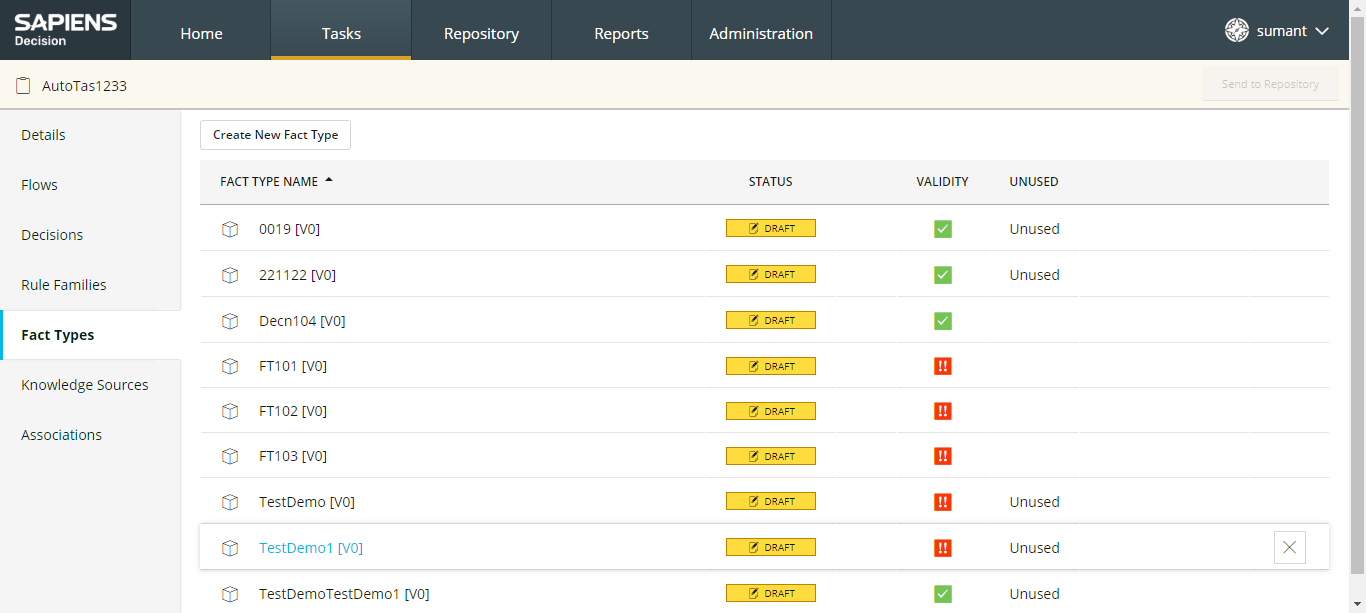 SAPIENS
Decision
Home
Tasks
Repository
Reports
Administration
sumant
AutoTas1233
Send to Repository
Details
Flows
Decisions
Rule Families
Fact Types
Knowledge Sources
Associations
Create New Fact Type
FACT TYPE NAME STATUS VALIDITY UNUSED
0019 [V0] DRAFT Unused
221122 [V0] DRAFT Unused
Decn104 [V0] DRAFT
FT101 [V0] DRAFT
FT102 [V0] DRAFT
FT103 [V0] DRAFT
TestDemo [V0] DRAFT Unused
TestDemo1 [V0] DRAFT Unused
TestDemoTestDemo1 [V0] DRAFT Unused